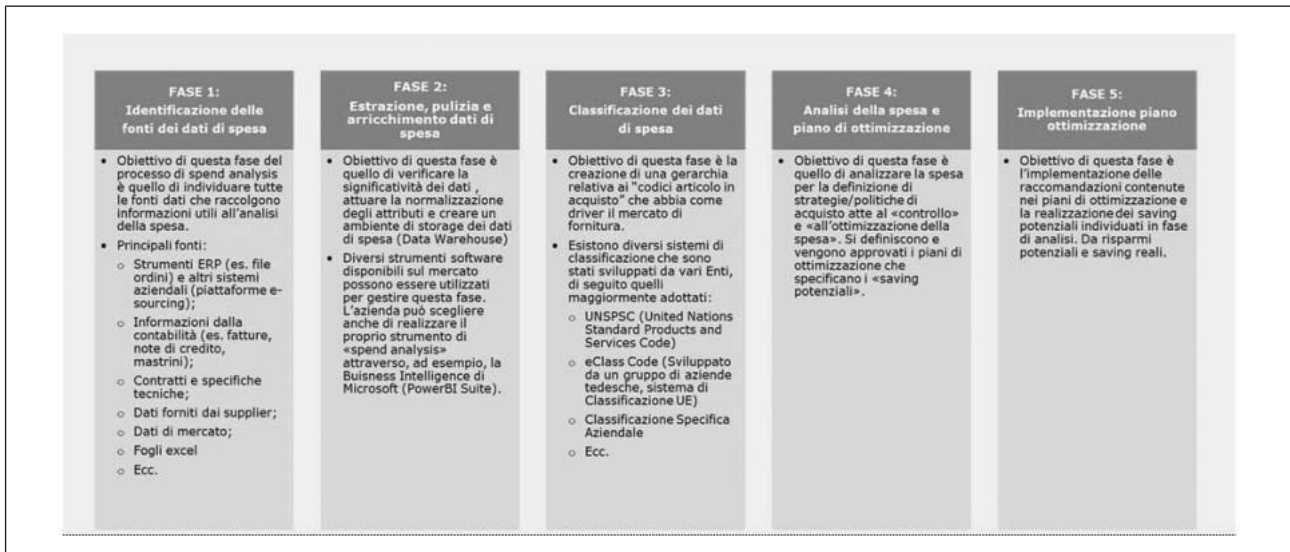 FASE 1:
Identificazione delle
fonti dei dati di spesa
• Obiettivo di questa fase del
processo di spend analysis
è quello di individuare tutte
le fonti dati che raccolgono
informazioni utili all'analisi
della spesa.
• Principali fonti:
o Strumenti ERP (es. file
ordini) e altri sistemi
aziendali (piattaforme e-
sourcing);
o Informazioni dalla
contabilità (es. fatture,
note di credito,
mastrini);
o Contratti e specifiche
tecniche;
o Dati forniti dai supplier;
o Dati di mercato;
o Fogli excel
o Ecc.
FASE 2:
Estrazione, pulizia e
arricchimento dati di
spesa
• Obiettivo di questa fase è
quello di verificare la
significatività dei dati ,
attuare la normalizzazione
degli attributi e creare un
ambiente di storage dei dati
di spesa (Data Warehouse)
• Diversi strumenti software
disponibili sul mercato
possono essere utilizzati
per gestire questa fase.
L'azienda può scegliere
anche di realizzare il
proprio strumento di
«spend analysis»
attraverso, ad esempio, la
Buisness Intelligence di
Microsoft (PowerBI Suite).
FASE 3:
Classificazione dei dati
di spesa
• Obiettivo di questa fase è la
creazione di una gerarchia
relativa ai "codici articolo in
acquisto" che abbia come
driver il mercato di
fornitura.
• Esistono diversi sistemi di
classificazione che sono
stati sviluppati da vari Enti,
di seguito quelli
maggiormente adottati:
o UNSPSC (United Nations
Standard Products and
Services Code)
o eClass Code (Sviluppato
da un gruppo di aziende
tedesche, sistema di
Classificazione UE)
o Classificazione Specifica
Aziendale
o Ecc.
FASE 4:
Analisi della spesa e
piano di ottimizzazione
• Obiettivo di questa fase è
quello di analizzare la spesa
per la definizione di
strategie/politiche di
acquisto atte al «controllo»
e «all'ottimizzazione della
spesa». Si definiscono e
vengono approvati i piani di
ottimizzazione che
specificano i «saving
potenziali».
FASE 5:
Implementazione piano
ottimizzazione
• Obiettivo di questa fase è
l'implementazione delle
raccomandazioni contenute
nei piani di ottimizzazione e
la realizzazione dei saving
potenziali individuati in fase
di analisi. Da risparmi
potenziali e saving reali.